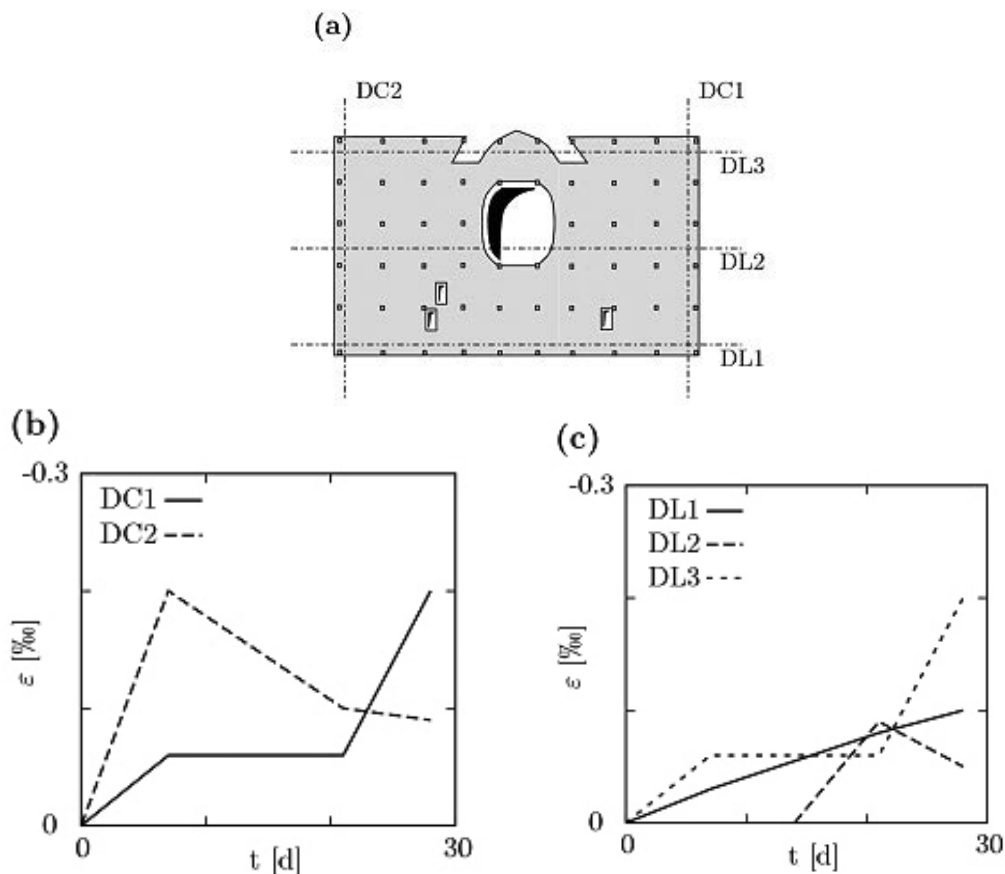 (a)
DC2 DC1
DL3
DL2
DL1
(b)
-0.3
DC1
DC2
ε [‰]
0
0 30
t [d]
(c)
-0.3
DL1
DL2
DL3
ε [‰]
0
0 30
t [d]